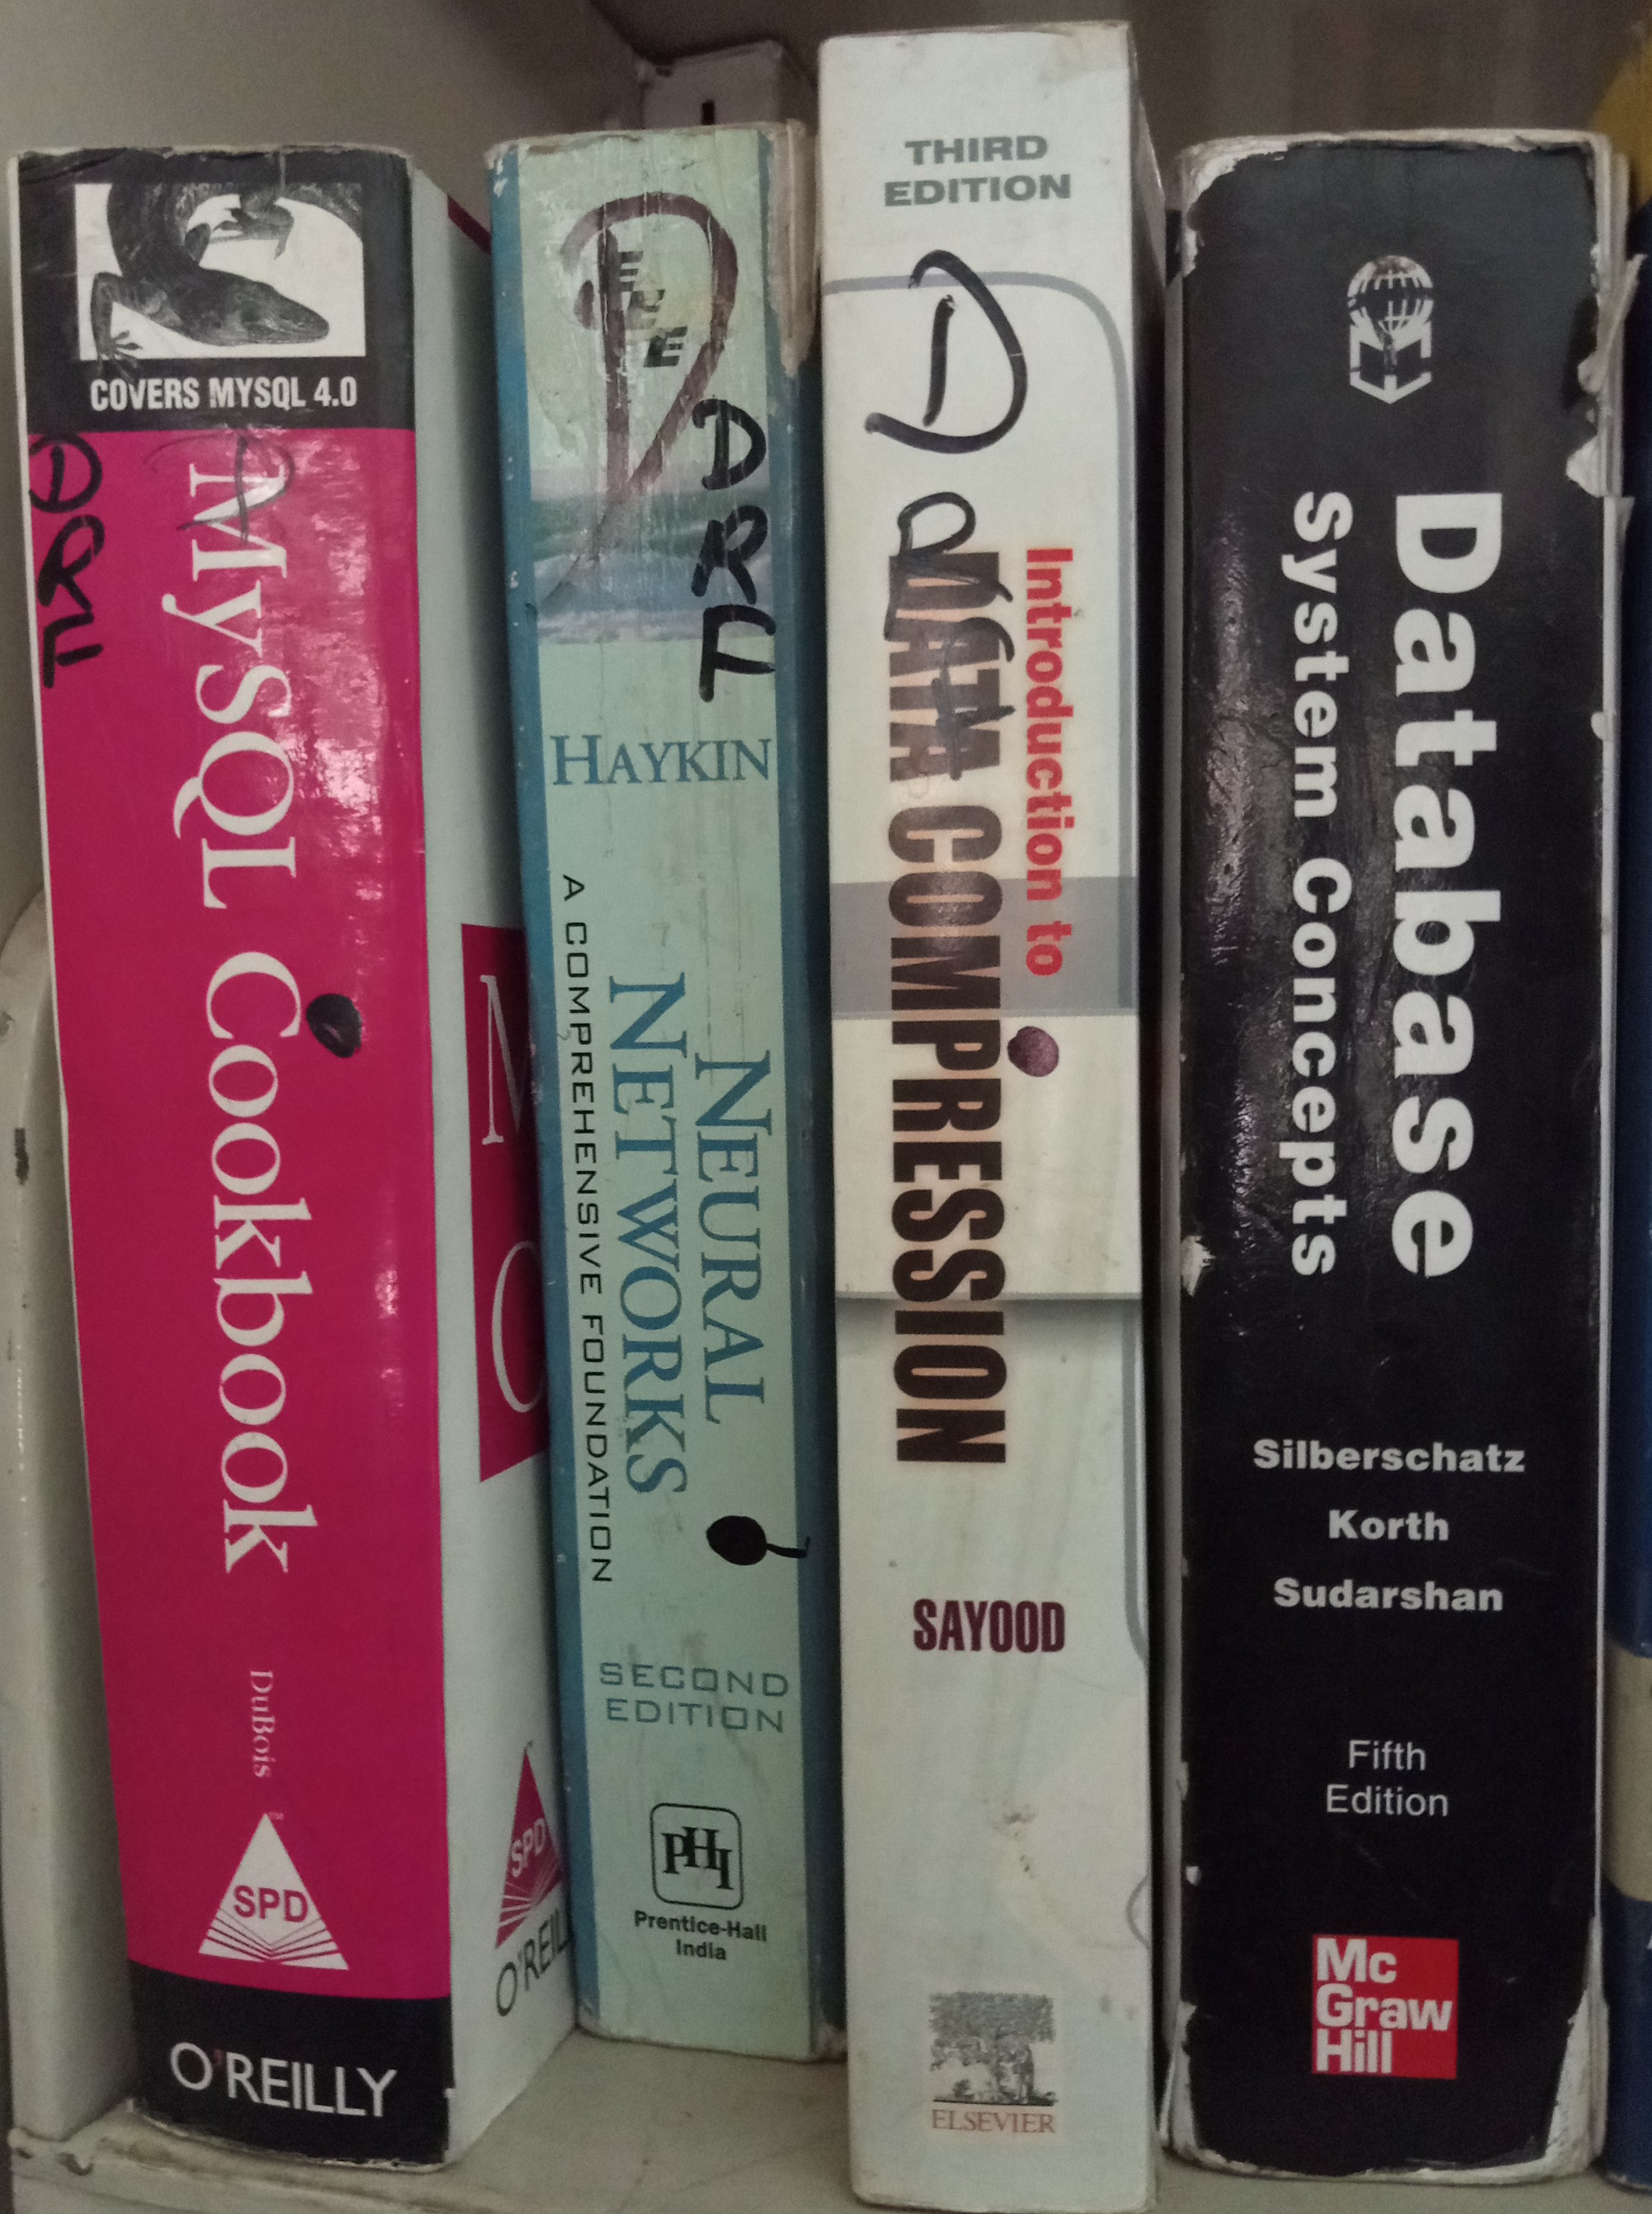 COVERS MYSQL 4.0
DRL
MySQL Cookbook
DuBois
SPD
O'REILLY
M
C
SPD
O'REIL
DRL
HAYKIN
NEURAL
NETWORKS
A COMPREHENSIVE FOUNDATION
SECOND
EDITION
PHI
Prentice-Hall
India
THIRD
EDITION
D
Introduction to
DATA COMPRESSION
SAYOOD
ELSEVIER
Database
System Concepts
Silberschatz
Korth
Sudarshan
Fifth
Edition
Mc
Graw
Hill